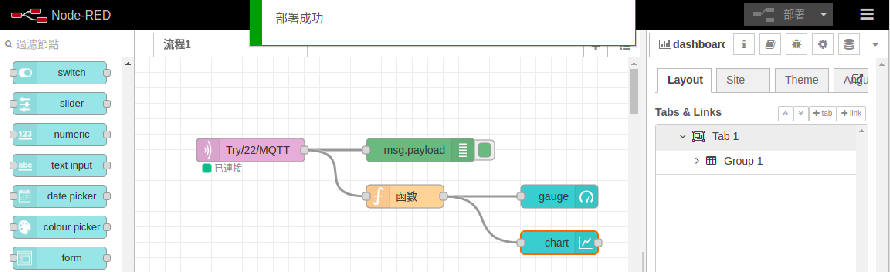 Node-RED
部署成功
部署
過濾節點
流程1
dashboard
switch
slider
numeric
text input
date picker
colour picker
form
Try/22/MQTT
已連接
msg.payload
函数
gauge
chart
Layout
Site
Theme
Angu
Tabs & Links
tab
link
Tab 1
Group 1